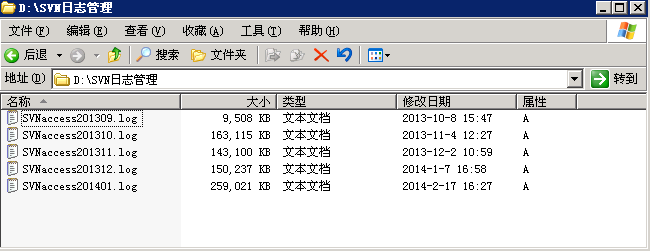 D:\SVN日志管理
文件(F) 编辑(E) 查看(V) 收藏(A) 工具(T) 帮助(H)
后退 搜索 文件夹
地址(D) D:\SVN日志管理 转到
名称 大小 类型 修改日期 属性
SVNaccess201309.log 9,508 KB 文本文档 2013-10-8 15:47 A
SVNaccess201310.log 163,115 KB 文本文档 2013-11-4 12:27 A
SVNaccess201311.log 143,100 KB 文本文档 2013-12-2 10:59 A
SVNaccess201312.log 150,237 KB 文本文档 2014-1-7 16:58 A
SVNaccess201401.log 259,021 KB 文本文档 2014-2-17 16:27 A